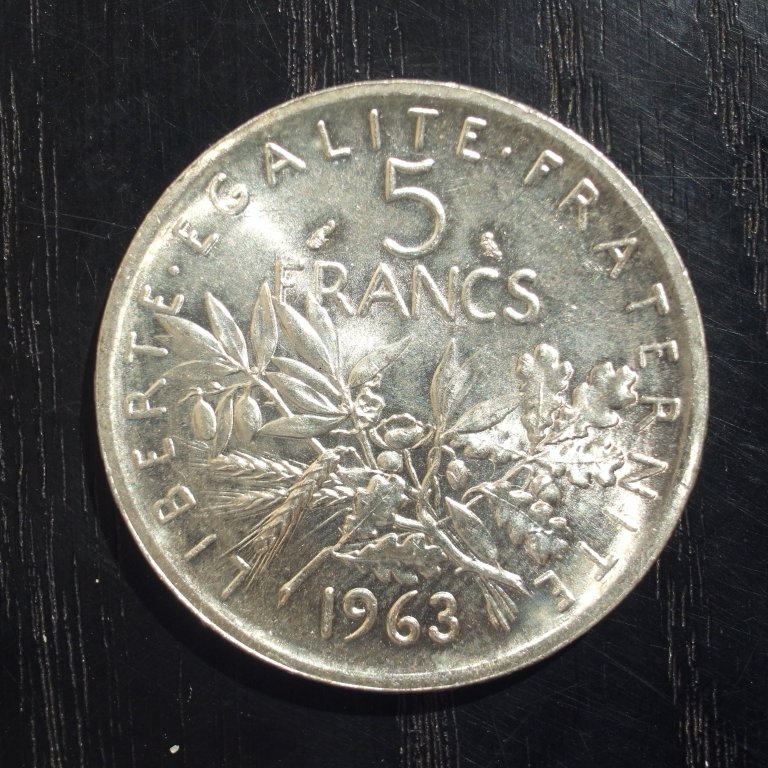 LIBERTE · EGALITE · FRATERNITE
5
FRANCS
1963